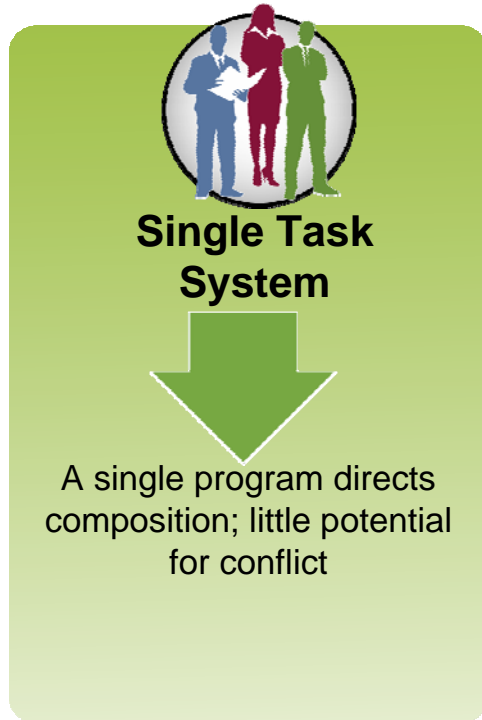 Single Task
System
A single program directs
composition; little potential
for conflict